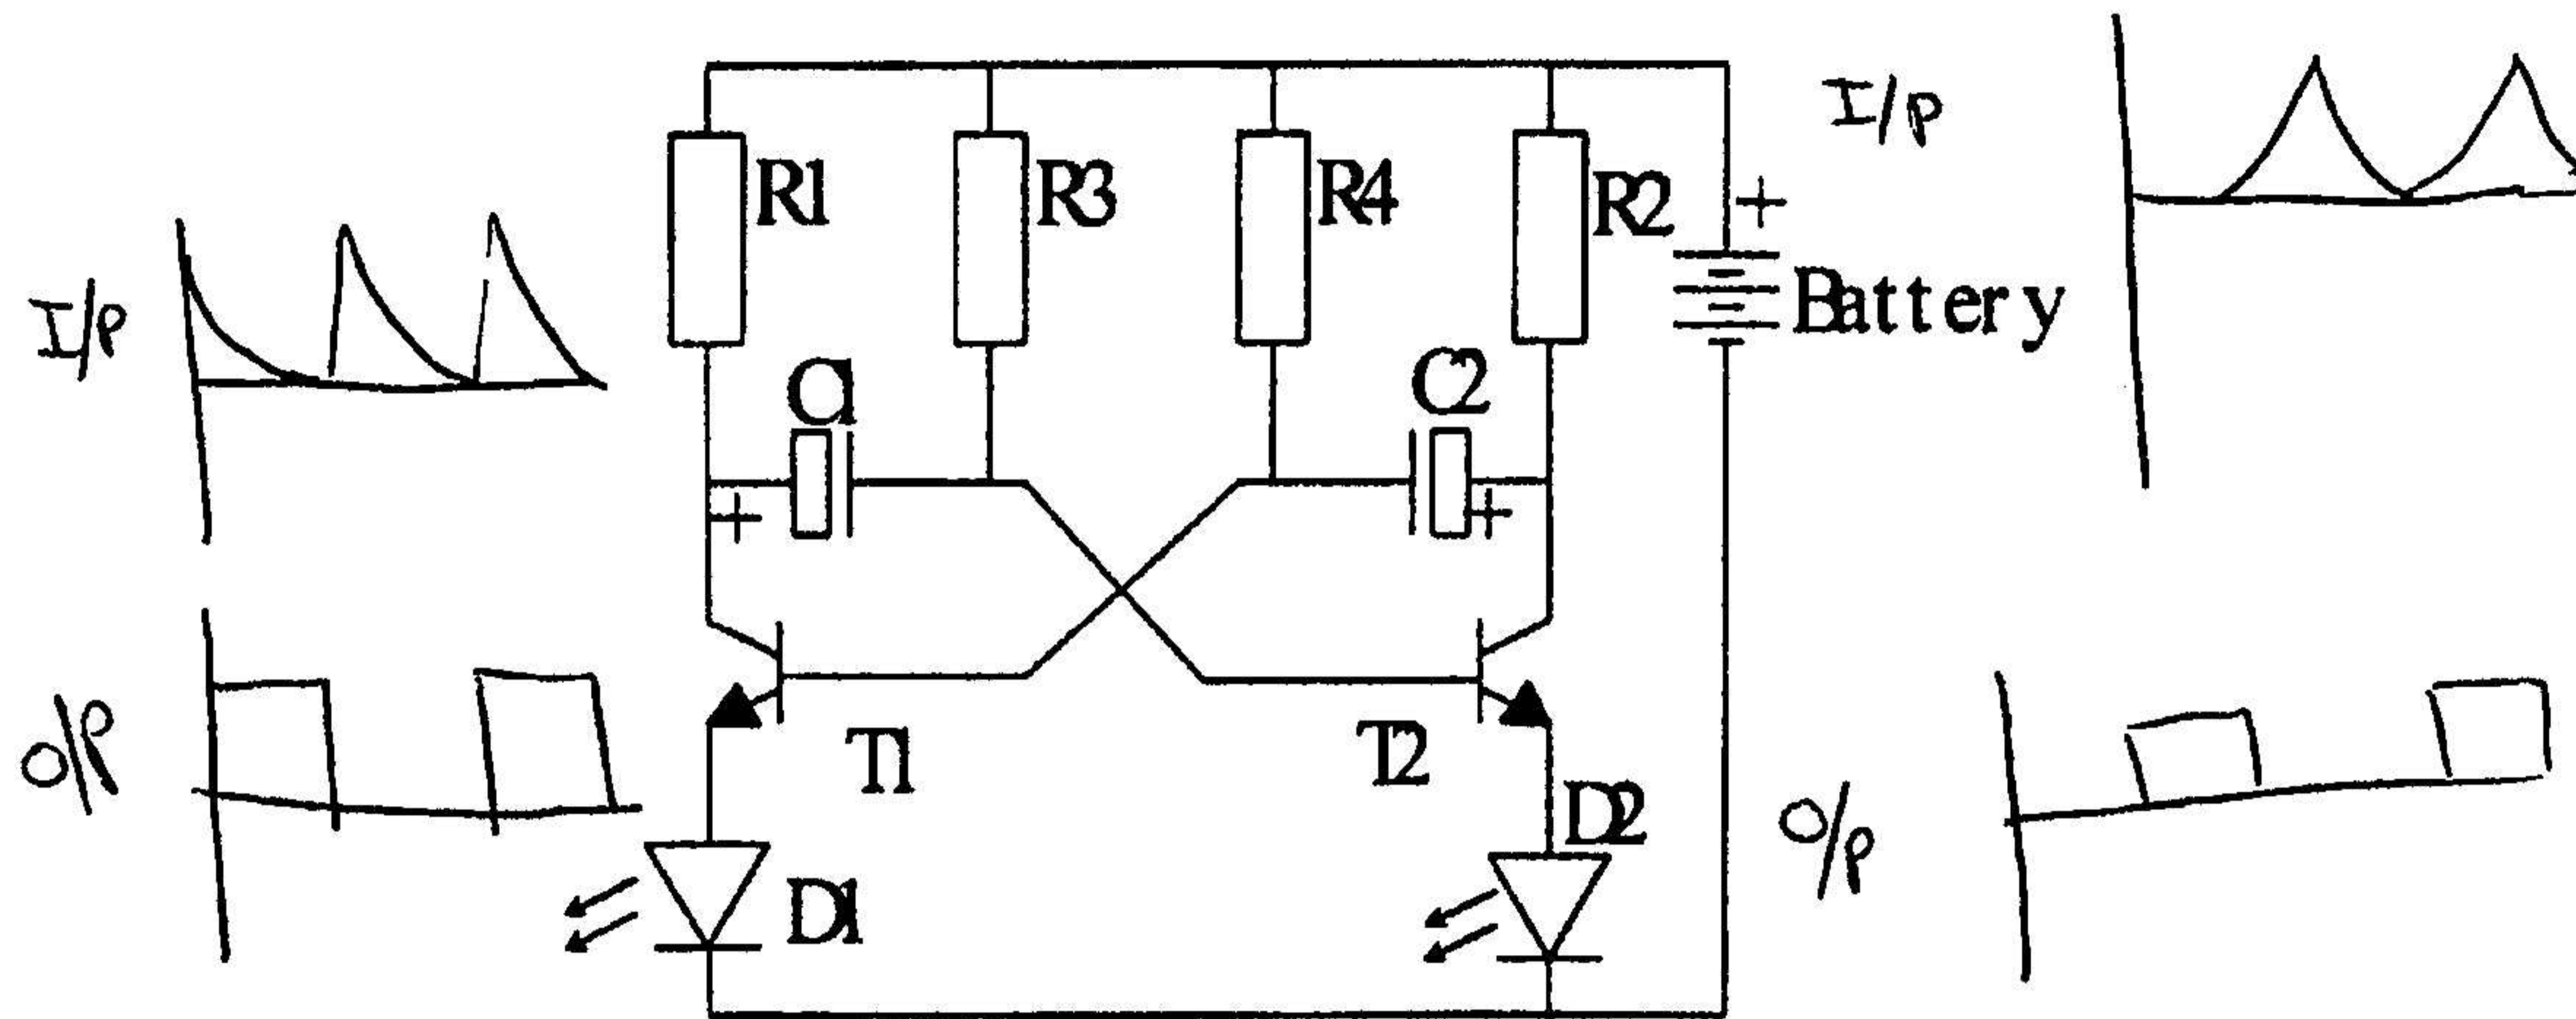 I/P
R1
R3
R4
R2
+
I/P
C1
C2
Battery
+
+
O/P
T1
T2
D2
O/P
D1